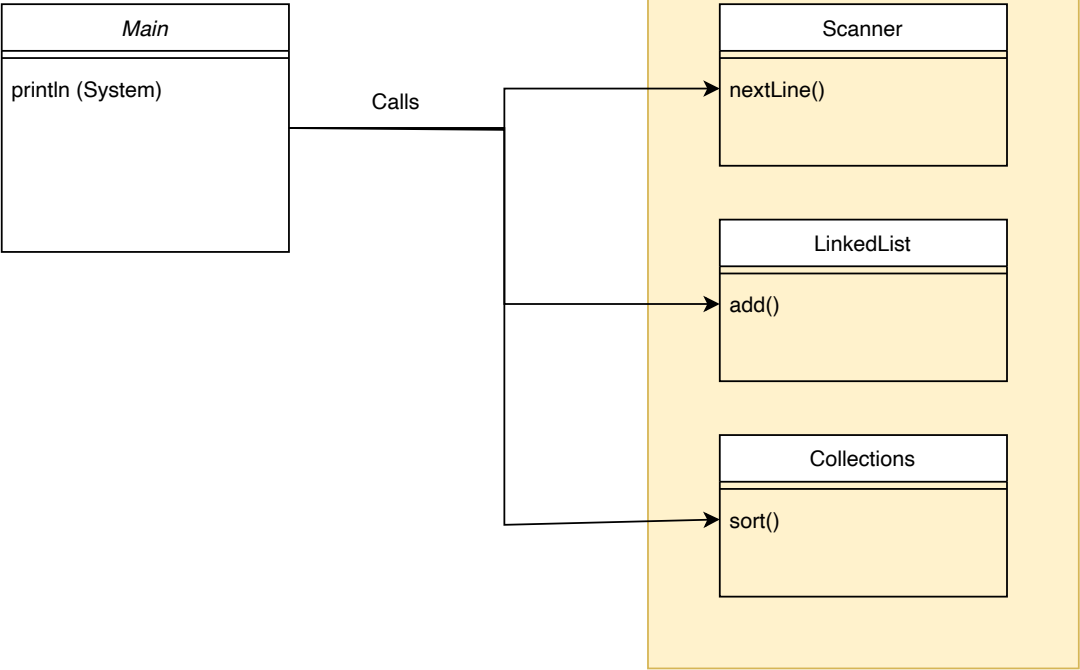 Main
println (System)
Calls
Scanner
nextLine()
LinkedList
add()
Collections
sort()